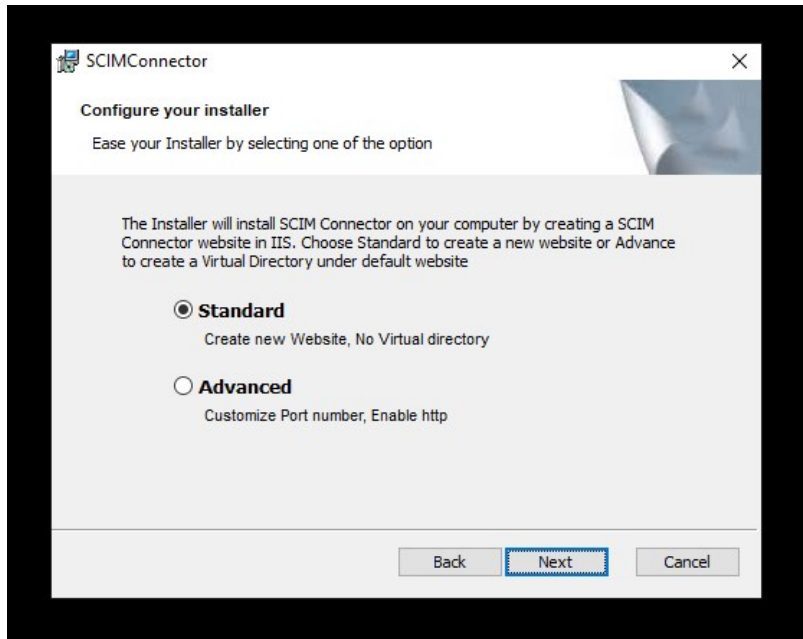 SCIMConnector
Configure your installer
Ease your Installer by selecting one of the option
The Installer will install SCIM Connector on your computer by creating a SCIM
Connector website in IIS. Choose Standard to create a new website or Advance
to create a Virtual Directory under default website
Standard
Create new Website, No Virtual directory
Advanced
Customize Port number, Enable http
Back Next Cancel